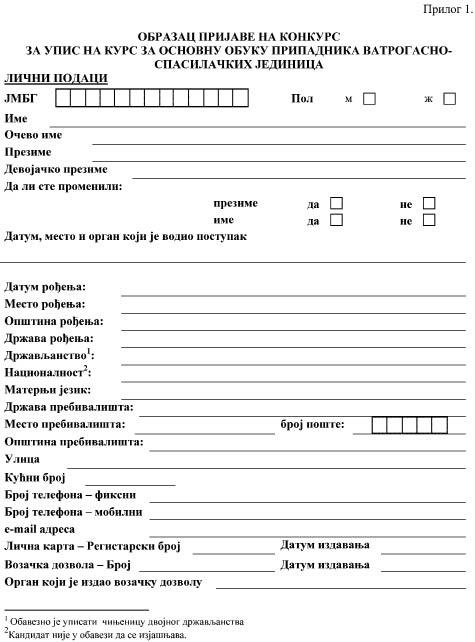 Прилог 1.
ОБРАЗАЦ ПРИЈАВЕ НА КОНКУРС
ЗА УПИС НА КУРС ЗА ОСНОВНУ ОБУКУ ПРИПАДНИКА ВАТРОГАСНО-
СПАСИЛАЧКИХ ЈЕДИНИЦА
ЛИЧНИ ПОДАЦИ
ЈМБГ Пол м ж
Име
Очево име
Презиме
Девојачко презиме
Да ли сте променили:
презиме да не
име да не
Датум, место и орган који је водио поступак
Датум рођења:
Место рођења:
Општина рођења:
Држава рођења:
Држављанство¹:
Националност²:
Матерњи језик:
Држава пребивалишта:
Место пребивалишта: број поште:
Општина пребивалишта:
Улица
Кућни број
Број телефона – фиксни
Број телефона – мобилни
e-mail адреса
Лична карта – Регистарски број Датум издавања
Возачка дозвола – Број Датум издавања
Орган који је издао возачку дозволу
¹ Обавезно је уписати чињеницу двојног држављанства
²Кандидат није у обавези да се изјашњава.